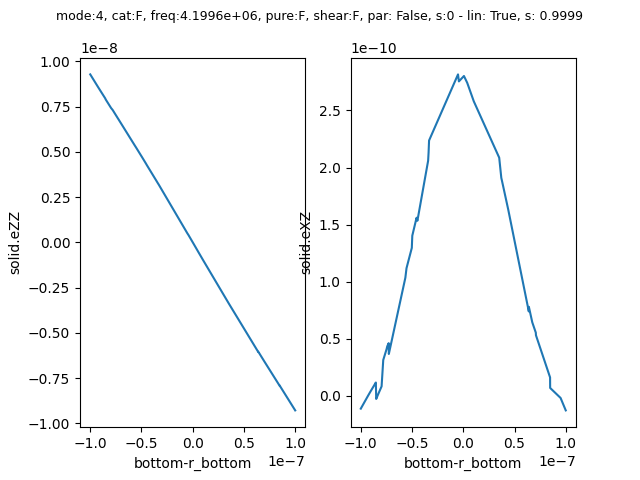 mode:4, cat:F, freq:4.1996e+06, pure:F, shear:F, par: False, s:0 - lin: True, s: 0.9999
1e−8
1.00
0.75
0.50
0.25
0.00
−0.25
−0.50
−0.75
−1.00
solid.eZZ
−1.0
−0.5
0.0
0.5
1.0
bottom-r_bottom
1e−7
1e−10
2.5
2.0
1.5
1.0
0.5
0.0
solid.eXZ
−1.0
−0.5
0.0
0.5
1.0
bottom-r_bottom
1e−7